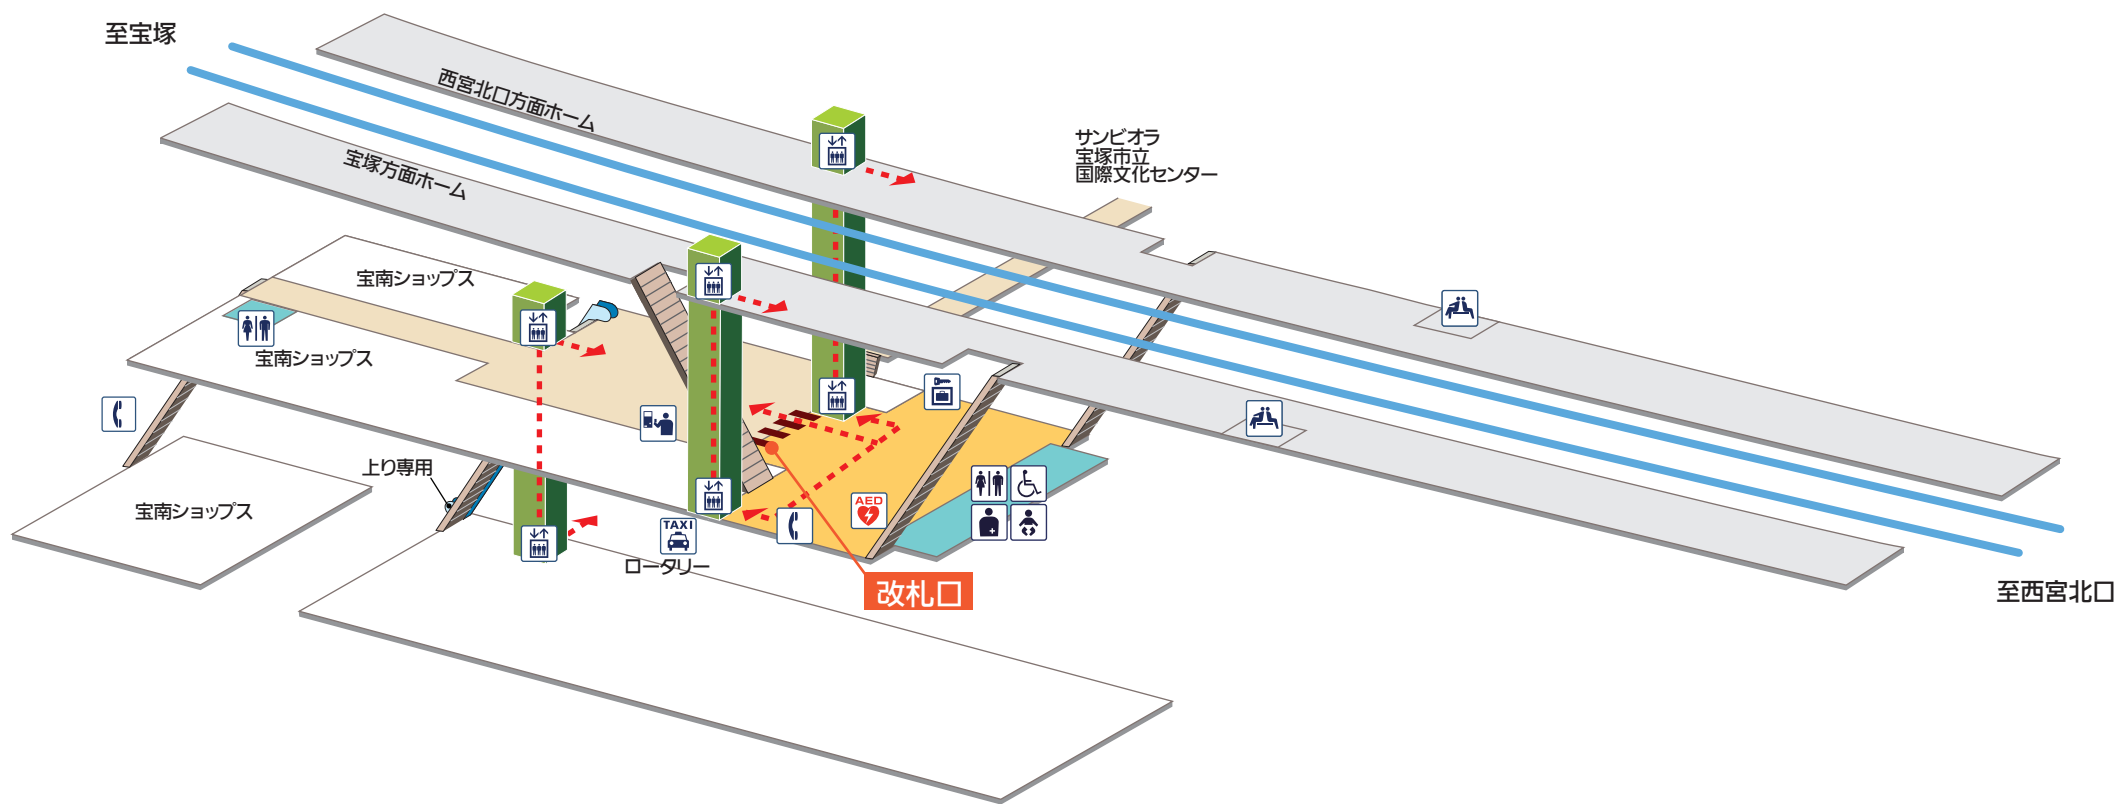 至宝塚
西宮北口方面ホーム
宝塚方面ホーム
サンビオラ
宝塚市立
国際文化センター
宝南ショップス
宝南ショップス
上り専用
宝南ショップス
AED
TAXI
ロータリー
改札口
至西宮北口